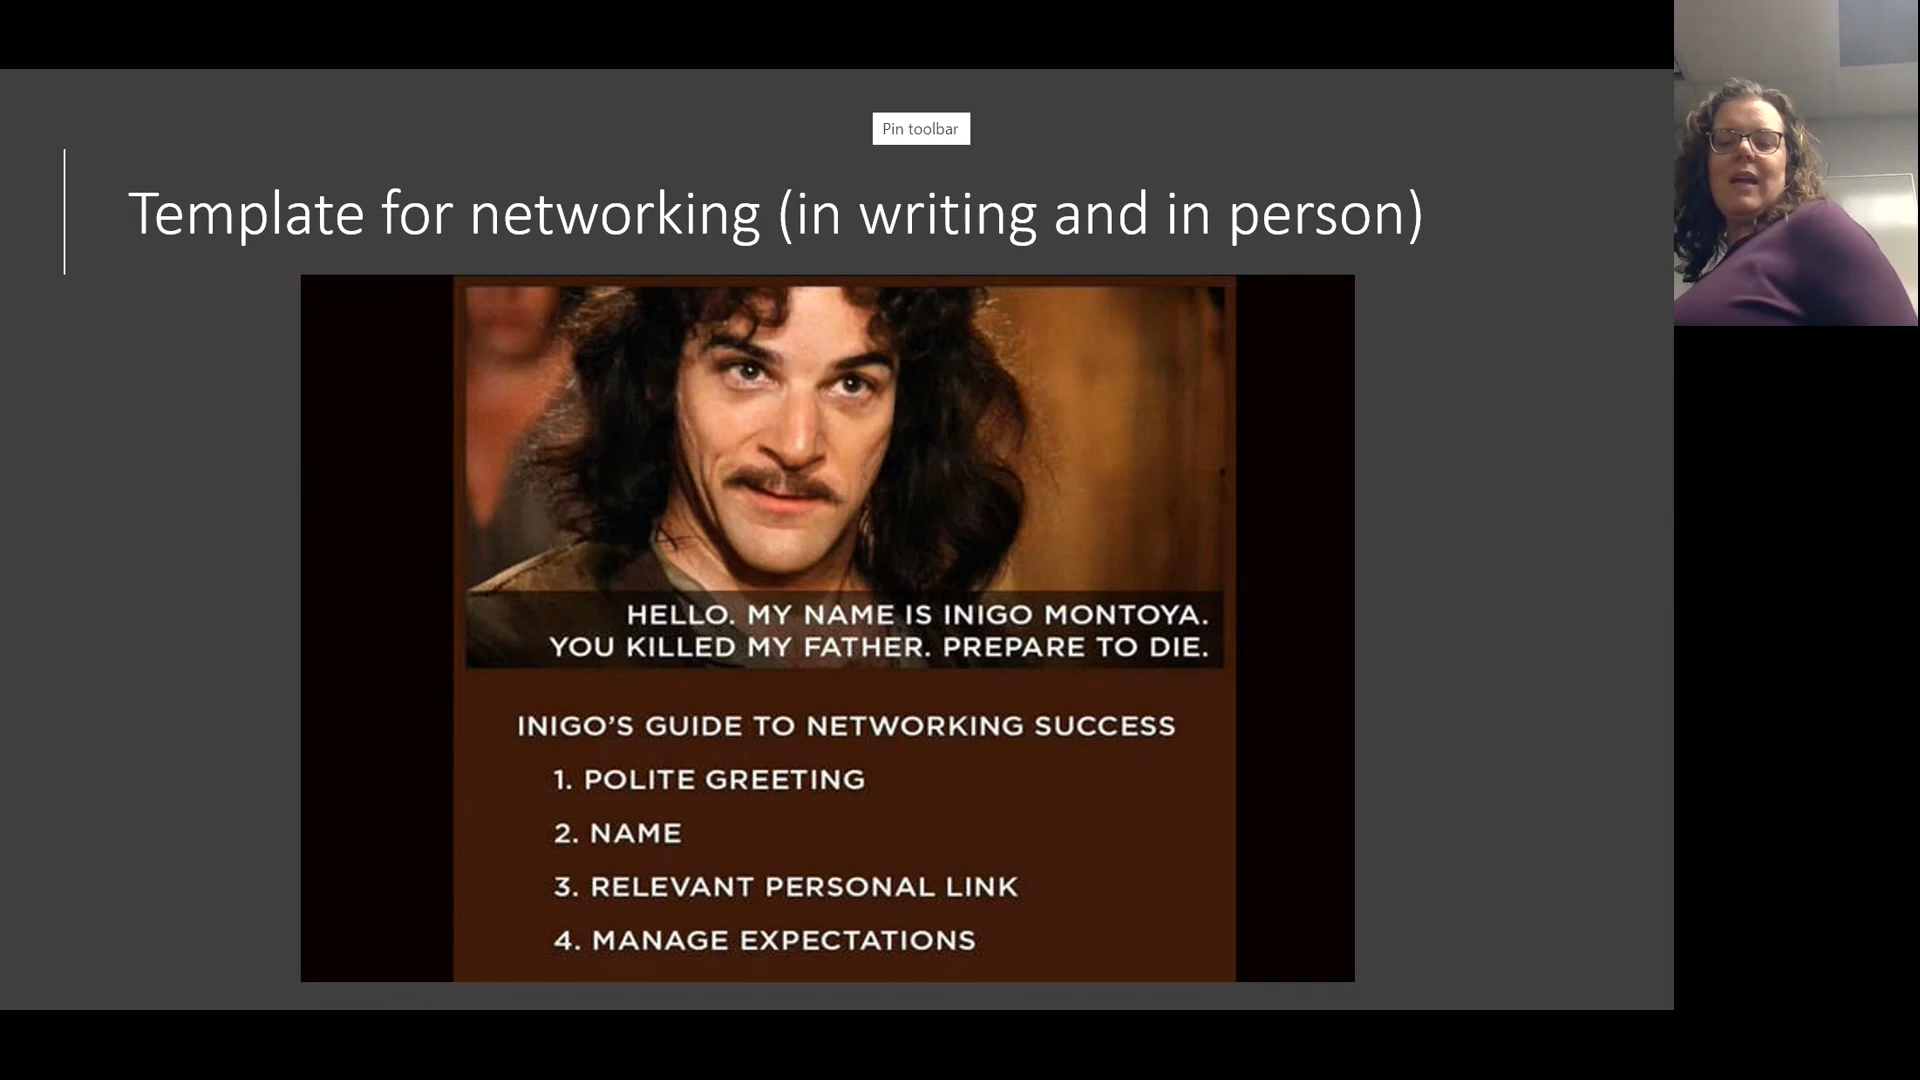 Pin toolbar
Template for networking (in writing and in person)
HELLO. MY NAME IS INIGO MONTOYA.
YOU KILLED MY FATHER. PREPARE TO DIE.
INIGO'S GUIDE TO NETWORKING SUCCESS
1. POLITE GREETING
2. NAME
3. RELEVANT PERSONAL LINK
4. MANAGE EXPECTATIONS